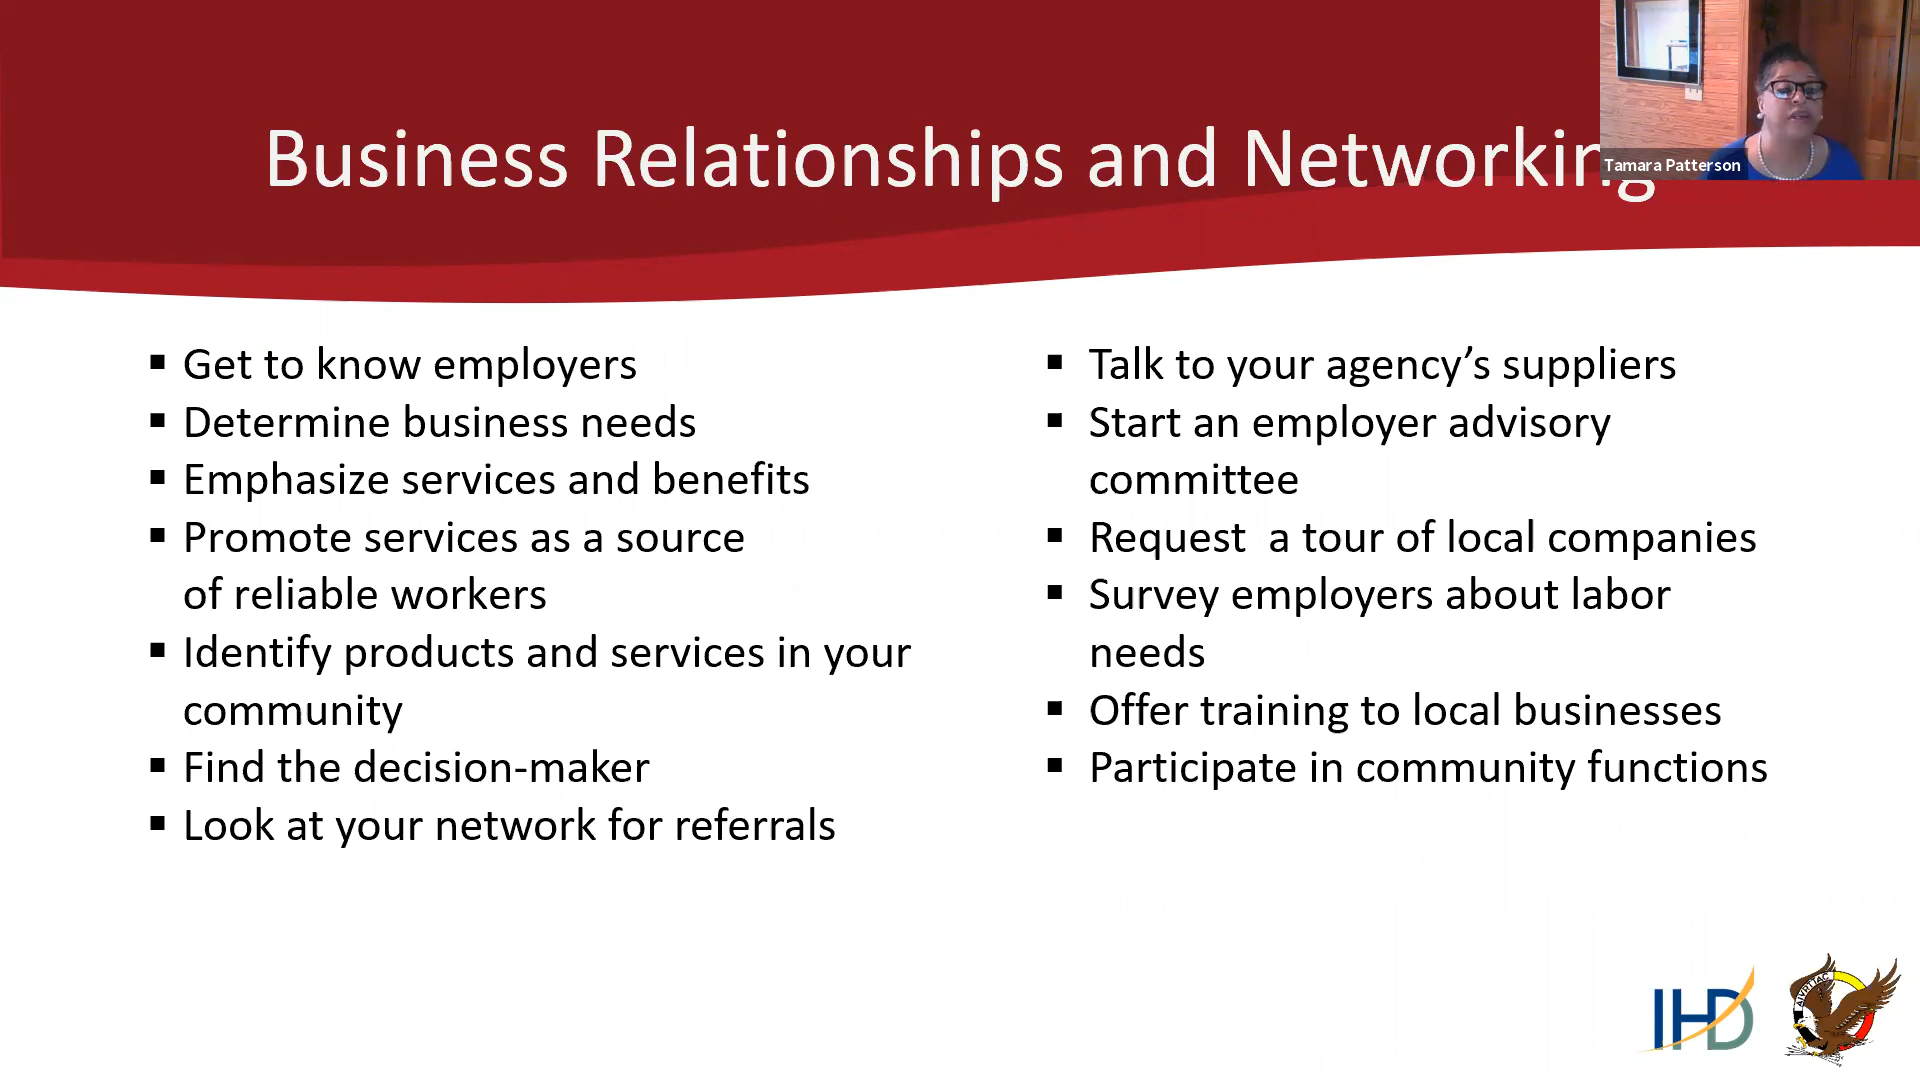 Business Relationships and Networking
Tamara Patterson
▪ Get to know employers
▪ Determine business needs
▪ Emphasize services and benefits
▪ Promote services as a source
of reliable workers
▪ Identify products and services in your
community
▪ Find the decision-maker
▪ Look at your network for referrals
▪ Talk to your agency’s suppliers
▪ Start an employer advisory
committee
▪ Request  a tour of local companies
▪ Survey employers about labor
needs
▪ Offer training to local businesses
▪ Participate in community functions
IHD
AIVRTTAC